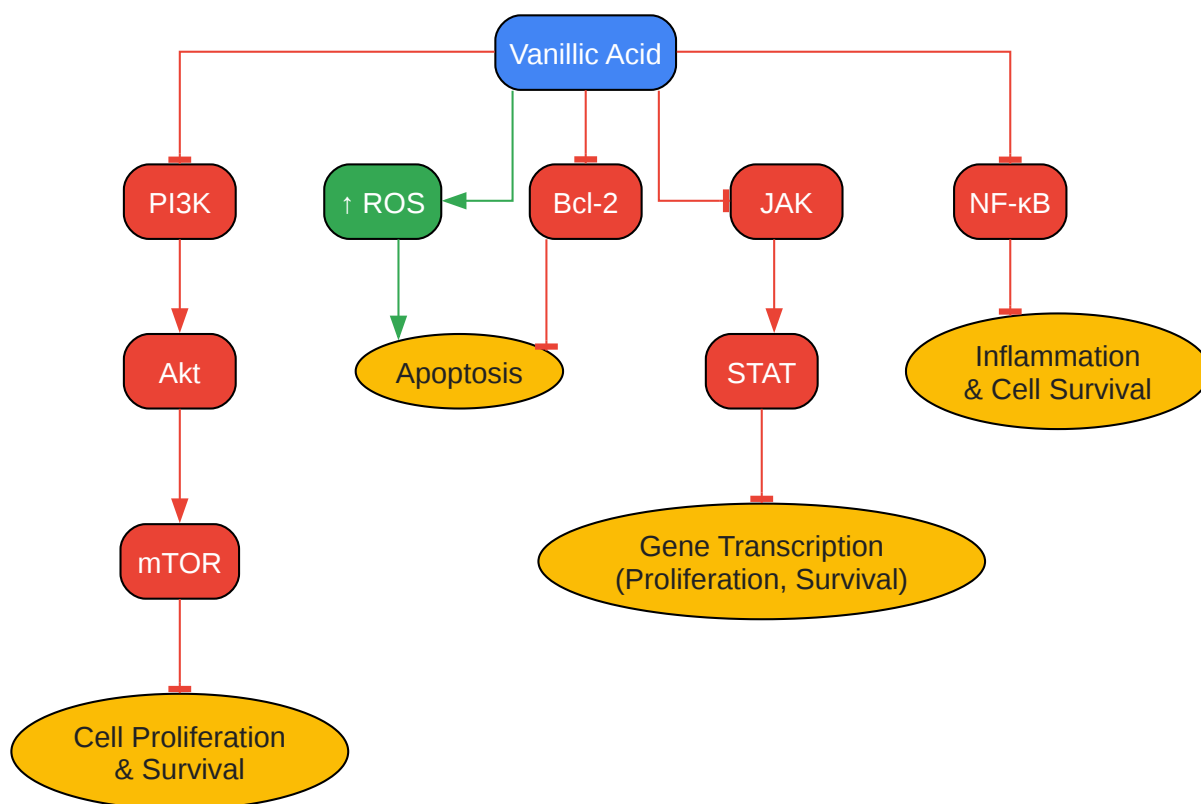 Vanillic Acid
PI3K
↑ ROS
Bcl-2
JAK
NF-κB
Akt
Apoptosis
STAT
Inflammation
& Cell Survival
mTOR
Gene Transcription
(Proliferation, Survival)
Cell Proliferation
& Survival